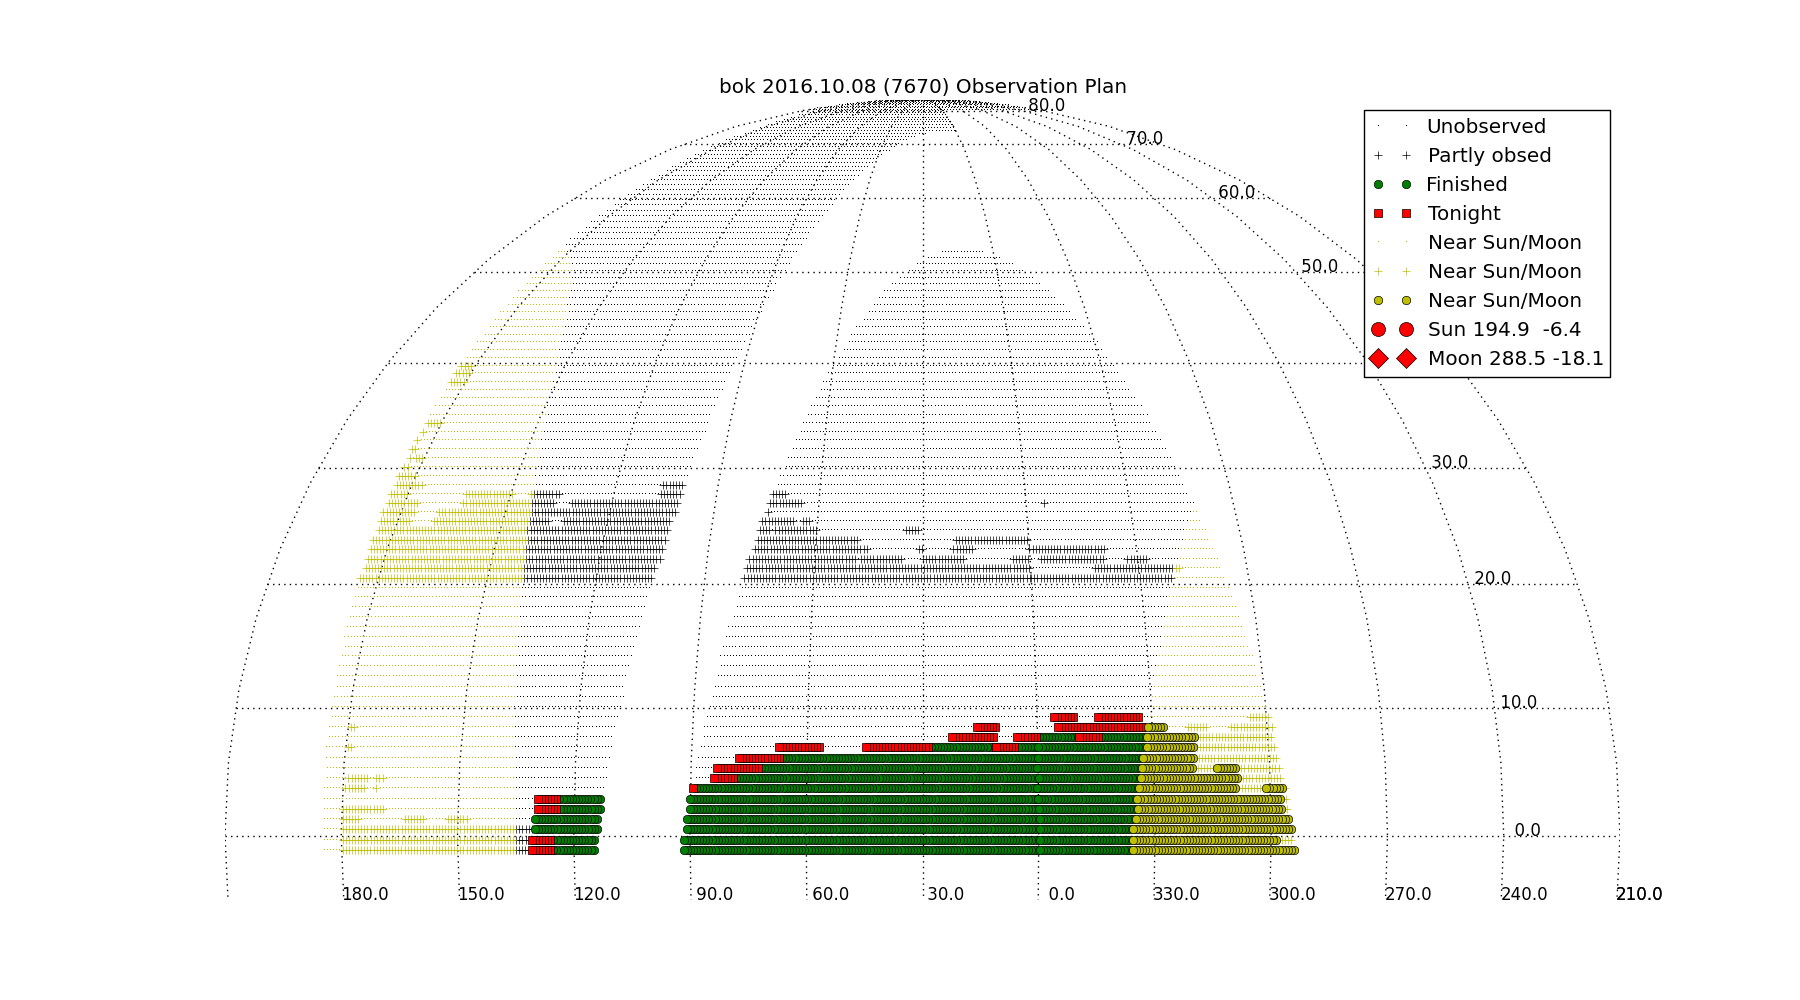 bok 2016.10.08 (7670) Observation Plan
80.0
70.0
60.0
50.0
30.0
20.0
10.0
0.0
Unobserved
Partly obsed
Finished
Tonight
Near Sun/Moon
Near Sun/Moon
Near Sun/Moon
Sun 194.9 -6.4
Moon 288.5 -18.1
180.0 150.0 120.0 90.0 60.0 30.0 0.0 330.0 300.0 270.0 240.0 210.0